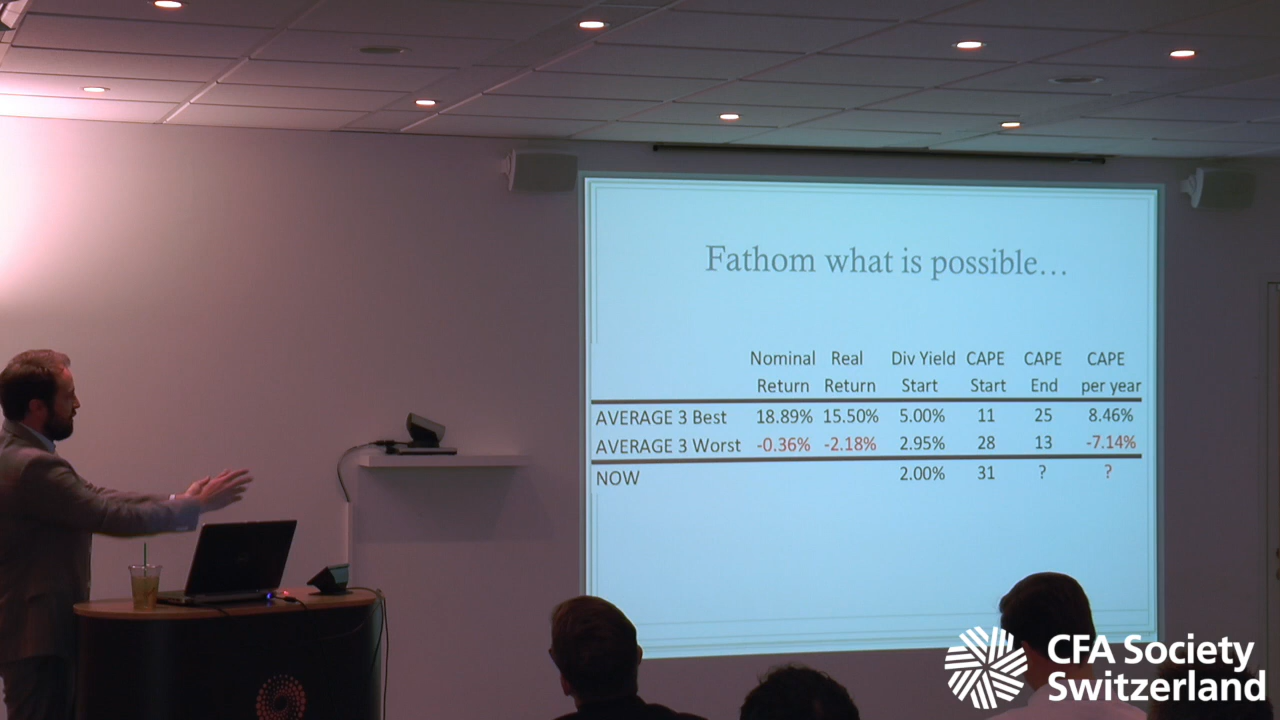 Fathom what is possible...
Nominal Real Div Yield CAPE CAPE CAPE
Return Return Start Start End per year
AVERAGE 3 Best 18.89% 15.50% 5.00% 11 25 8.46%
AVERAGE 3 Worst -0.36% -2.18% 2.95% 28 13 -7.14%
NOW 2.00% 31 ? ?
CFA Society
Switzerland